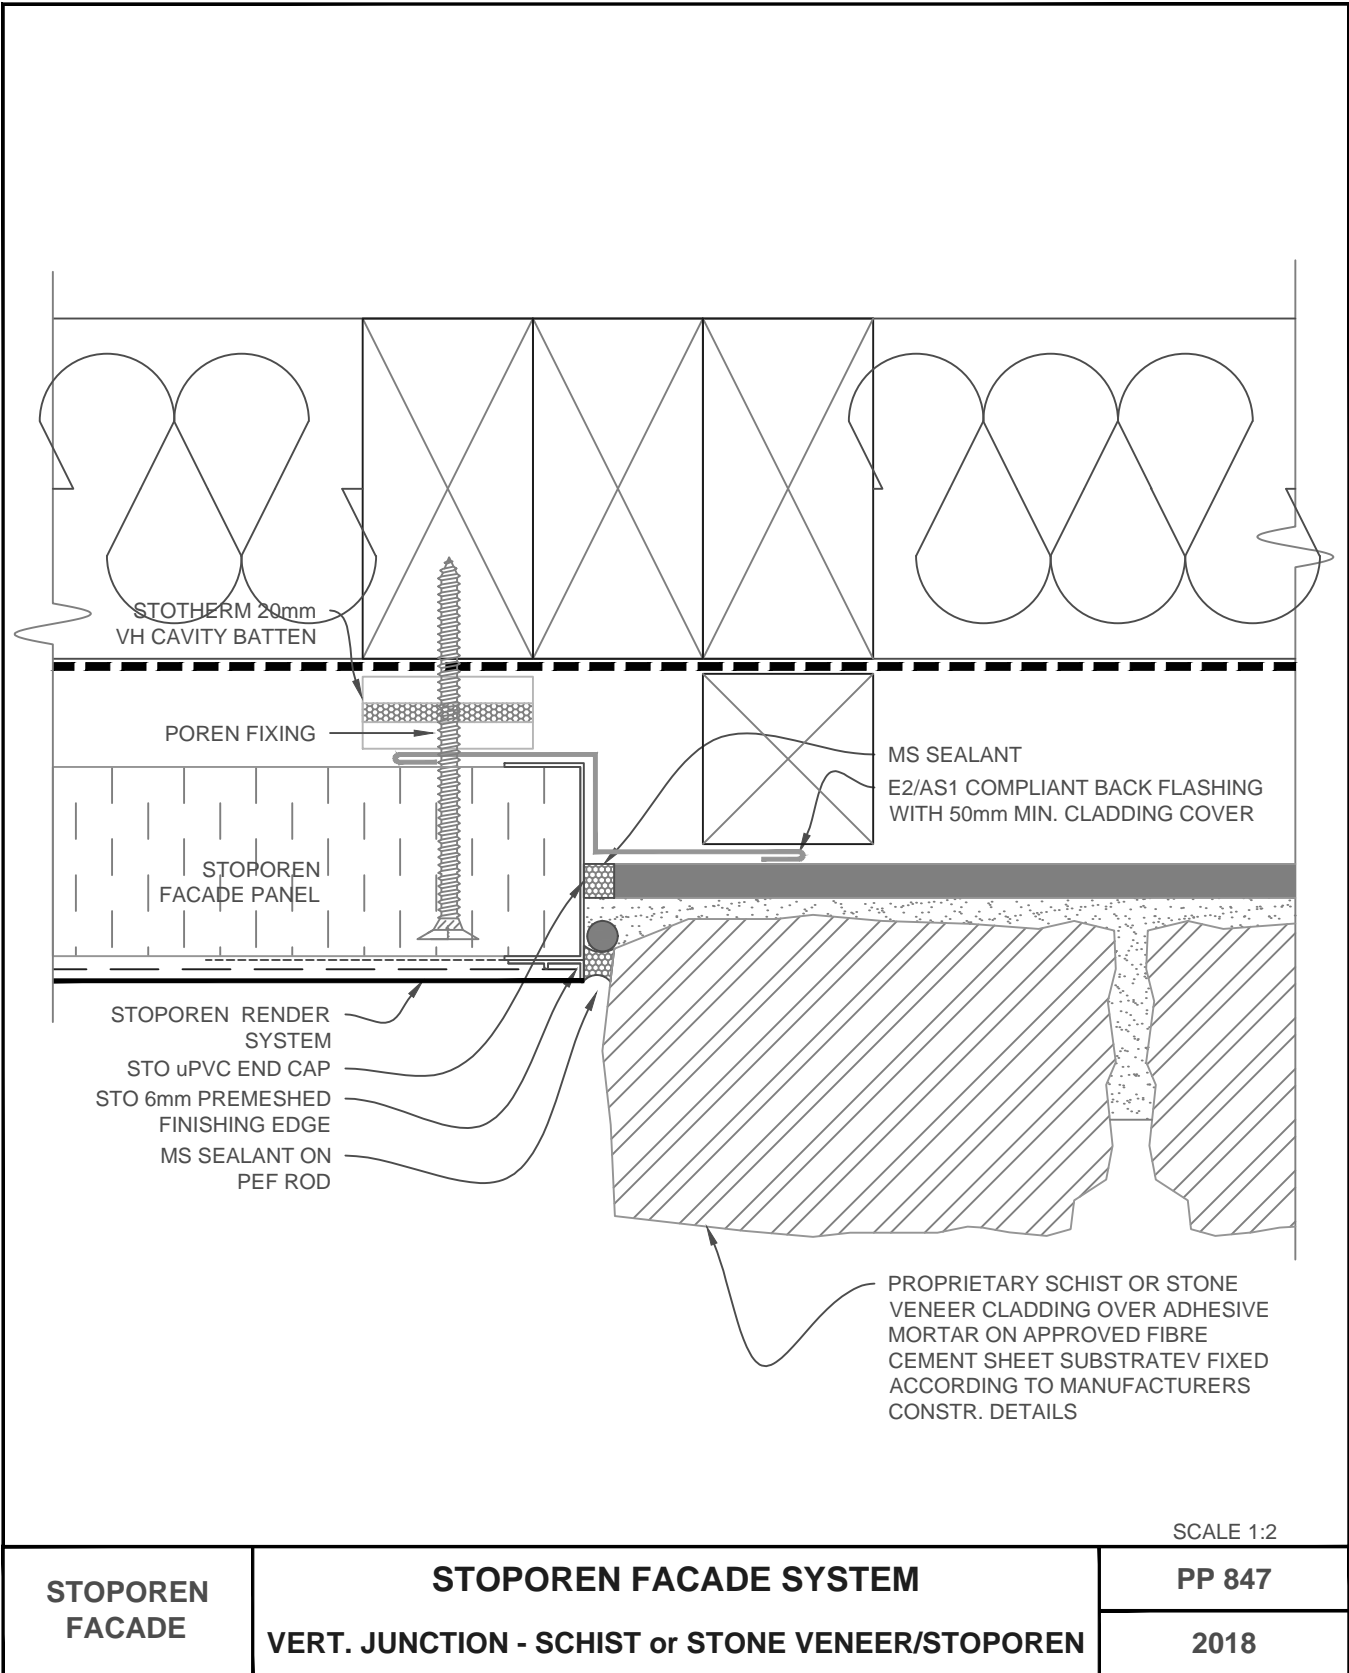 STOTHERM 20mm
VH CAVITY BATTEN
POREN FIXING
MS SEALANT
E2/AS1 COMPLIANT BACK FLASHING
WITH 50mm MIN. CLADDING COVER
STOPOREN
FACADE PANEL
STOPOREN RENDER
SYSTEM
STO uPVC END CAP
STO 6mm PREMESHED
FINISHING EDGE
MS SEALANT ON
PEF ROD
PROPRIETARY SCHIST OR STONE
VENEER CLADDING OVER ADHESIVE
MORTAR ON APPROVED FIBRE
CEMENT SHEET SUBSTRATEV FIXED
ACCORDING TO MANUFACTURERS
CONSTR. DETAILS
SCALE 1:2
STOPOREN
FACADE
STOPOREN FACADE SYSTEM
VERT. JUNCTION - SCHIST or STONE VENEER/STOPOREN
PP 847
2018